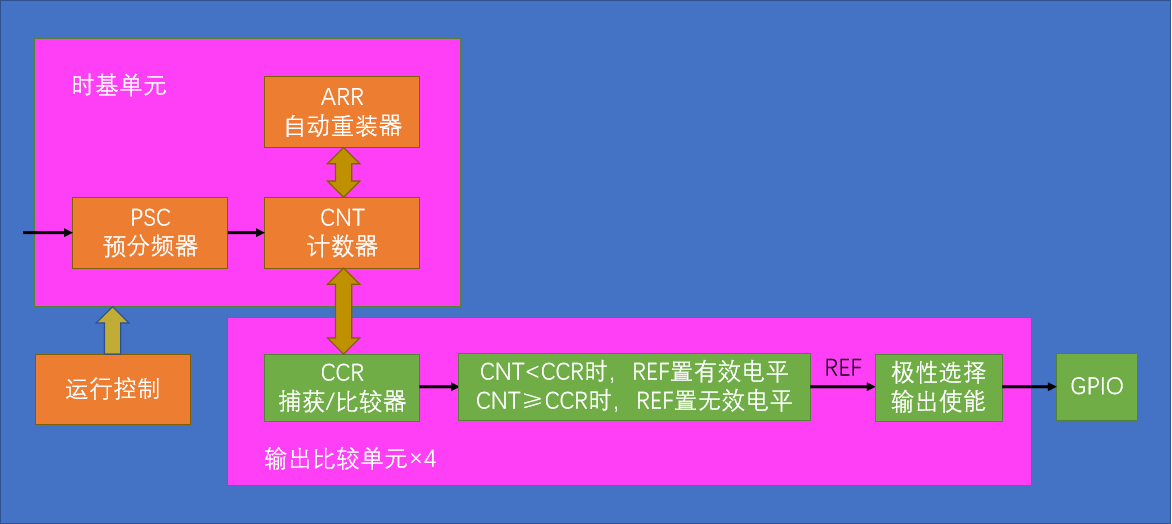 时基单元
ARR
自动重装器
PSC
预分频器
CNT
计数器
运行控制
CCR
捕获/比较器
CNT<CCR时，REF置有效电平
CNT≥CCR时，REF置无效电平
REF
极性选择
输出使能
GPIO
输出比较单元×4